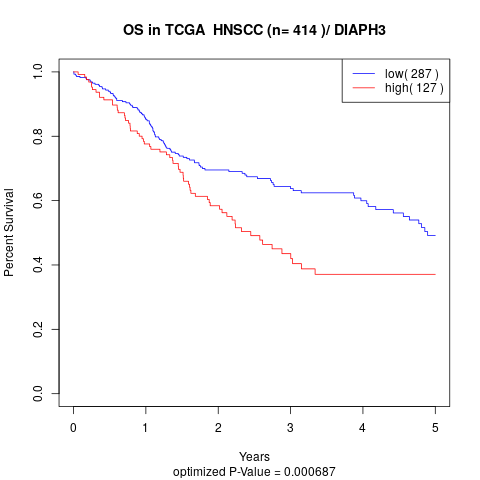 OS in TCGA  HNSCC (n= 414 )/ DIAPH3
low( 287 )
high( 127 )
Percent Survival
1.0
0.8
0.6
0.4
0.2
0.0
0 1 2 3 4 5
Years
optimized P-Value = 0.000687